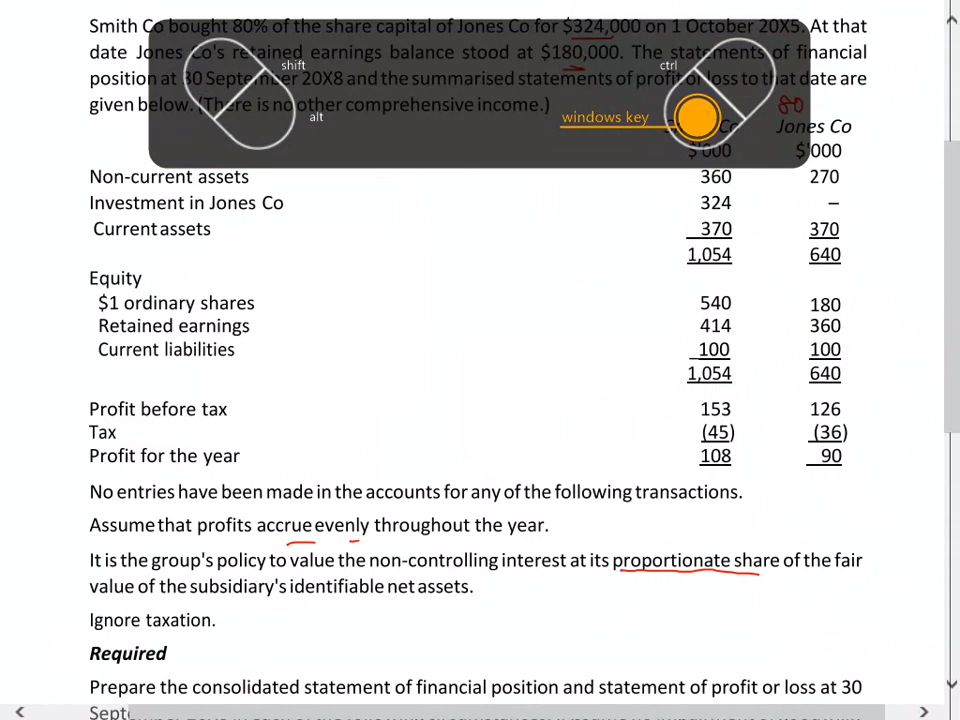 Smith Co bought 80% of the share capital of Jones Co for $324,000 on 1 October 20X5. At that
date Jones Co's retained earnings balance stood at $180,000. The statements of financial
shift ctrl
position at 30 September 20X8 and the summarised statements of profit or loss to that date are
given below. (There is no other comprehensive income.) 80
alt windows key
Co Jones Co
$'000 $'000
Non-current assets 360 270
Investment in Jones Co 324 –
Current assets 370 370
1,054 640
Equity
$1 ordinary shares 540 180
Retained earnings 414 360
Current liabilities 100 100
1,054 640
Profit before tax 153 126
Tax (45) (36)
Profit for the year 108 90
No entries have been made in the accounts for any of the following transactions.
Assume that profits accrue evenly throughout the year.
It is the group's policy to value the non-controlling interest at its proportionate share of the fair
value of the subsidiary's identifiable net assets.
Ignore taxation.
Required
Prepare the consolidated statement of financial position and statement of profit or loss at 30